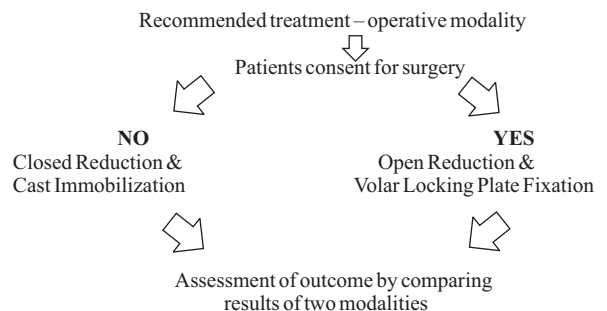 Recommended treatment – operative modality
Patients consent for surgery
NO
Closed Reduction &
Cast Immobilization
YES
Open Reduction &
Volar Locking Plate Fixation
Assessment of outcome by comparing
results of two modalities